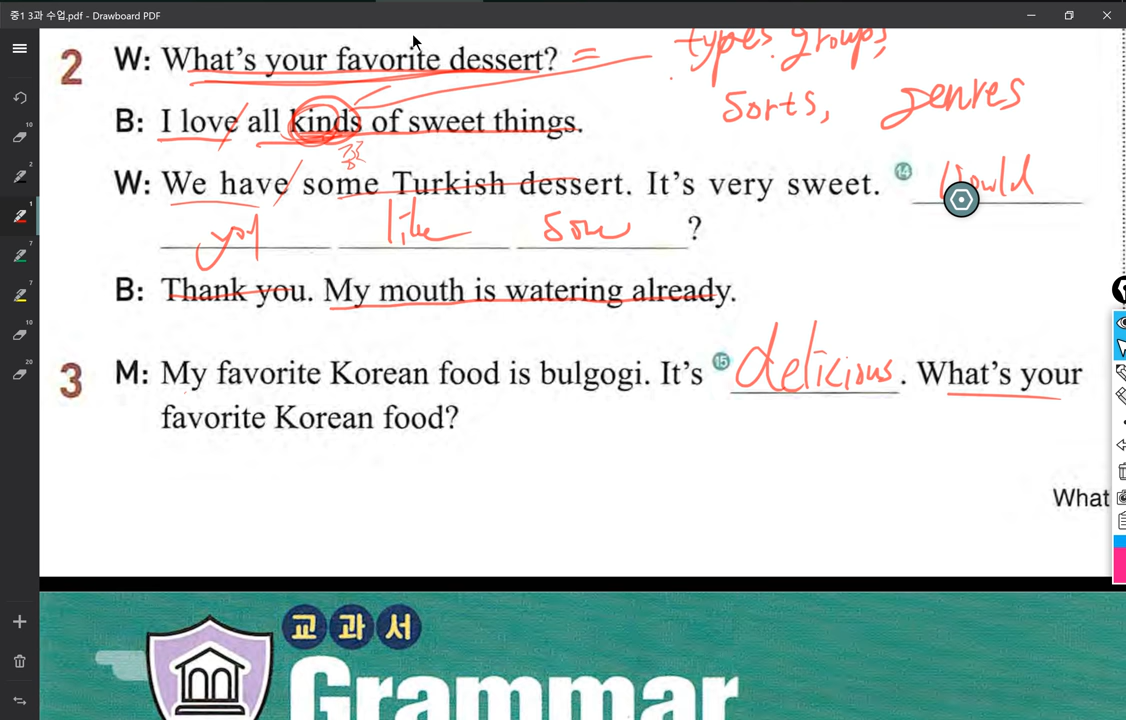 중1 3과 수업.pdf - Drawboard PDF
types, groups,
2 W: What's your favorite dessert? =
sorts, genres
B: I love all kinds of sweet things.
W: We have some Turkish dessert. It's very sweet. 14 Would
you like some ?
B: Thank you. My mouth is watering already.
3 M: My favorite Korean food is bulgogi. It's 15 delicious. What's your
favorite Korean food?
What
교과서
Grammar